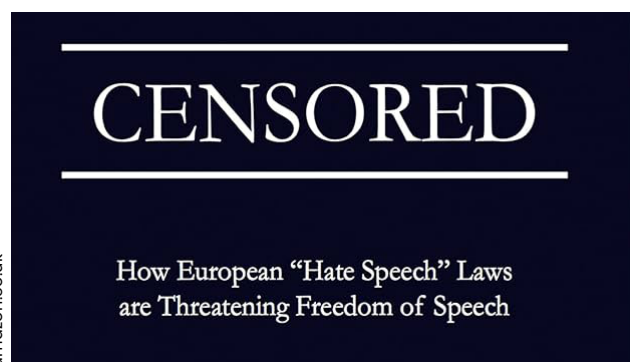 CENSORED
How European “Hate Speech” Laws
are Threatening Freedom of Speech